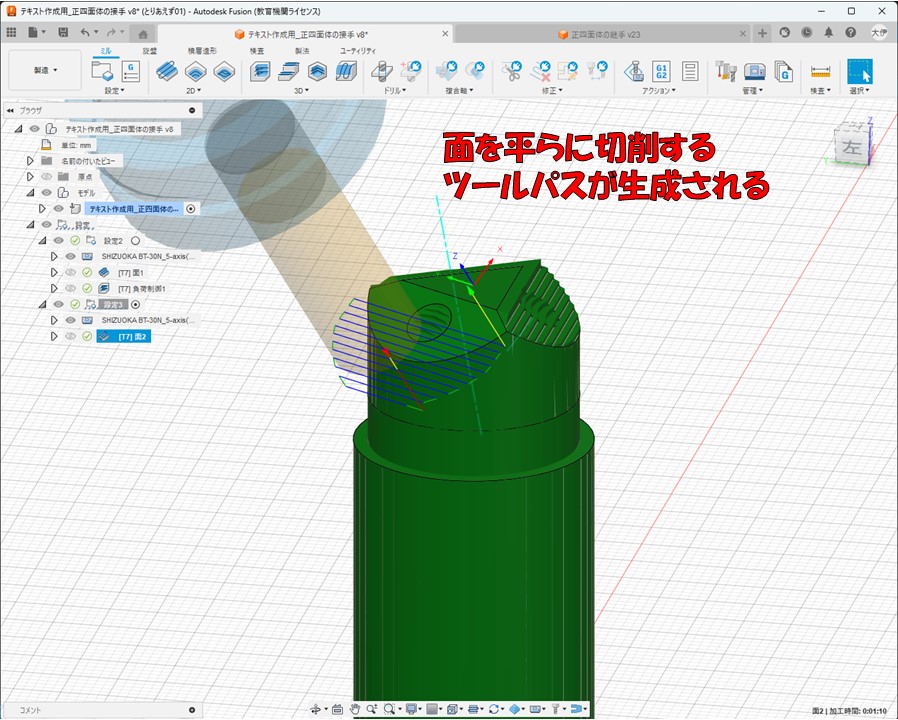 テキスト作成用_正四面体の接手 v8* (とりあえず01) - Autodesk Fusion (教育機関ライセンス)
テキスト作成用_正四面体の接手 v8*
正四面体の継手 v23
大伊
ミル 旋盤 積層造形 検査 製法 ユーティリティ
製造
G
G1
G2
G
設定 2D 3D ドリル 複合軸 修正 アクション 管理 検査 選択
ブラウザ
テキスト作成用_正四面体の接手 v8
単位: mm
名前の付いたビュー
原点
モデル
テキスト作成用_正四面体の...
設定
設定2
SHIZUOKA BT-30N_5-axis(...
[T7] 面1
[T7] 負荷制御1
設定3
SHIZUOKA BT-30N_5-axis(...
[T7] 面2
面を平らに切削する
ツールパスが生成される
Z
左
Z
X
コメント
面2 | 加工時間: 0:01:10